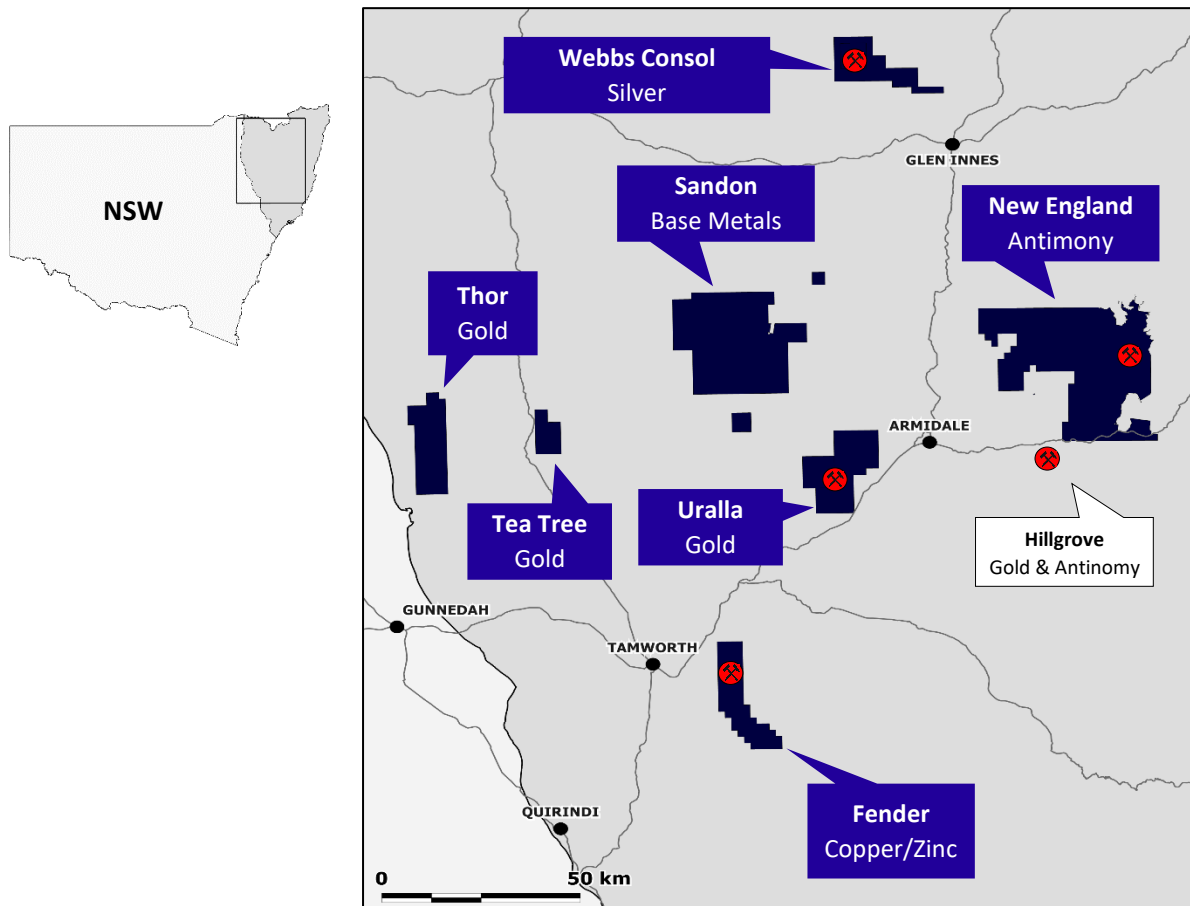 Webbs Consol
Silver
GLEN INNES
NSW
Sandon
Base Metals
New England
Antimony
Thor
Gold
ARMIDALE
Tea Tree
Gold
Uralla
Gold
Hillgrove
Gold & Antinomy
GUNNEDAH
TAMWORTH
QUIRINDI
Fender
Copper/Zinc
0 50 km